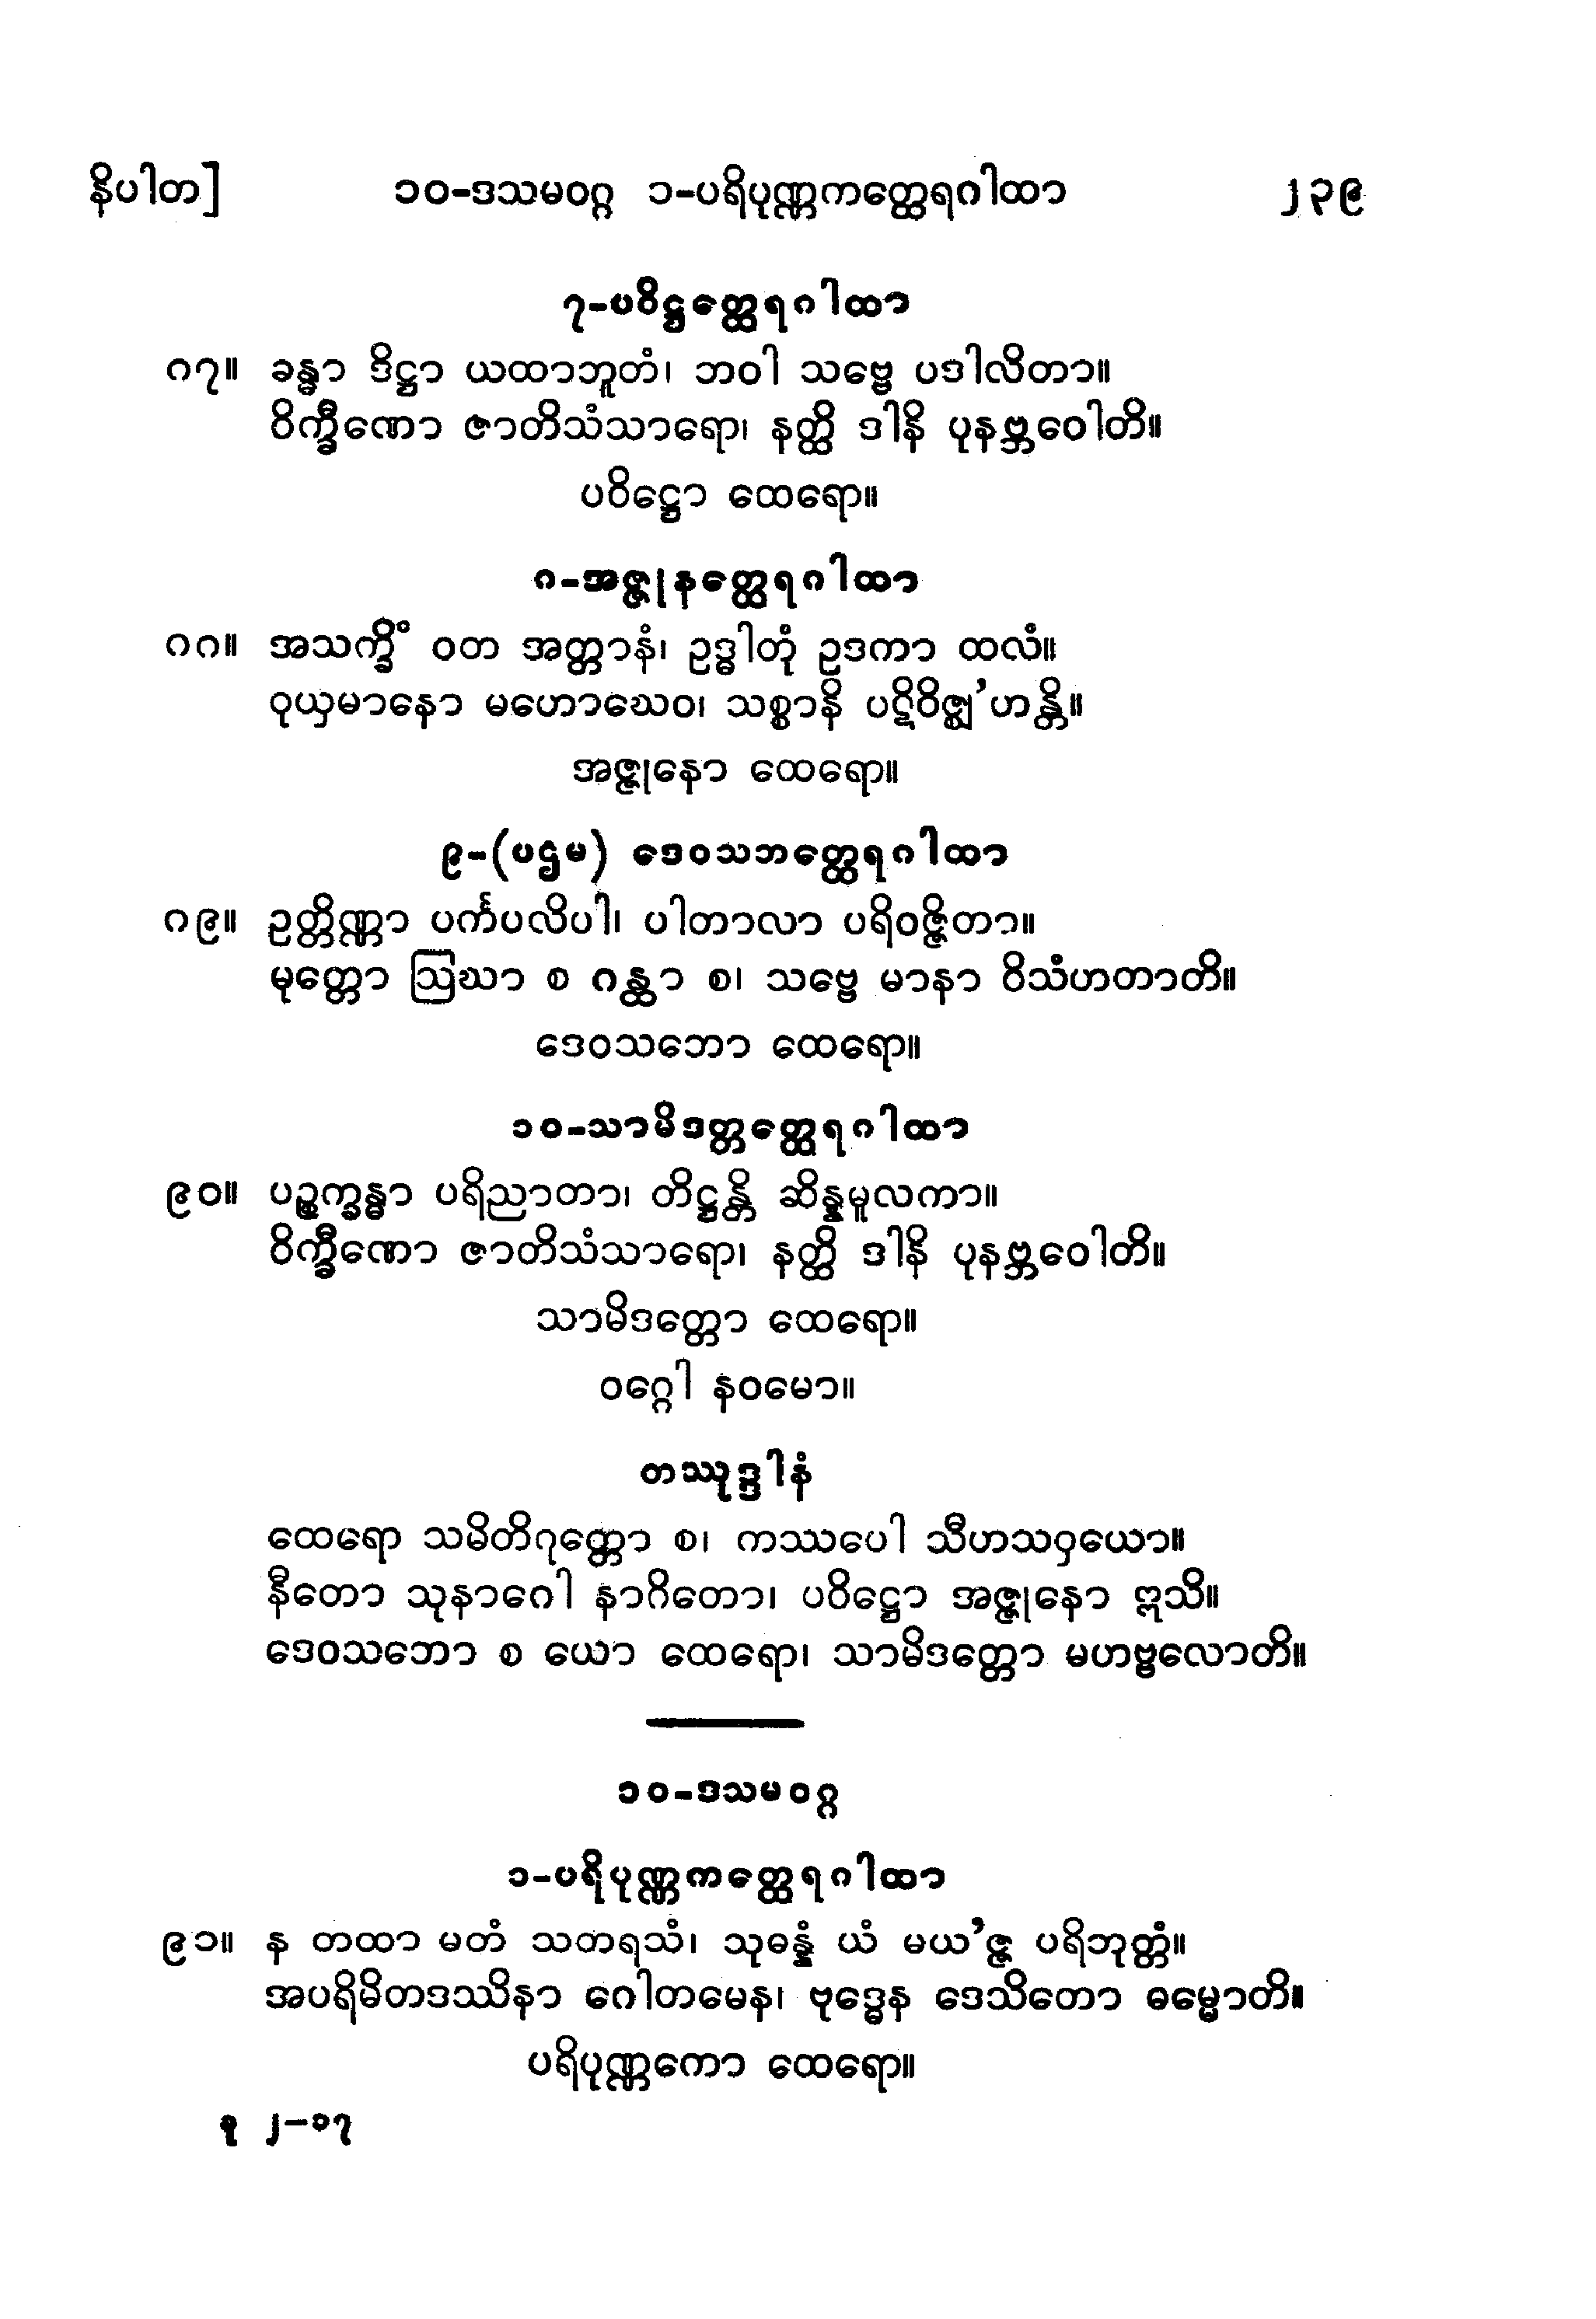 နိပါတ] ၁၀-ဒသမဝဂ္ဂ ၁-ပရိပုဏ္ဏကတ္ထေရဂါထာ ၂၃၉
၇-ပဝိဋ္ဌတ္ထေရဂါထာ
၈၇။ ခန္ဓာ ဒိဋ္ဌာ ယထာဘူတံ၊ ဘဝါ သဗ္ဗေ ပဒါလိတာ။
ဝိက္ခီဏော ဇာတိသံသာရော၊ နတ္ထိ ဒါနိ ပုနဗ္ဘဝေါတိ။
ပဝိဋ္ဌော ထေရော။
၈-အဇ္ဇုနတ္ထေရဂါထာ
၈၈။ အသက္ခိံ ဝတ အတ္တာနံ၊ ဥဒ္ဓါတုံ ဥဒကာ ထလံ။
ဝုယှမာနော မဟောဃေဝ၊ သစ္စာနိ ပဋိဝိဇ္ဈ'ဟန္တိ။
အဇ္ဇုနော ထေရော။
၉-(ပဌမ) ဒေဝသဘတ္ထေရဂါထာ
၈၉။ ဥတ္တိဏ္ဏာ ပင်္ကပလိပါ၊ ပါတာလာ ပရိဝဇ္ဇိတာ။
မုတ္တော ဩဃာ စ ဂန္ထာ စ၊ သဗ္ဗေ မာနာ ဝိသံဟတာတိ။
ဒေဝသဘော ထေရော။
၁၀-သာမိဒတ္တတ္ထေရဂါထာ
၉၀။ ပဉ္စက္ခန္ဓာ ပရိညာတာ၊ တိဋ္ဌန္တိ ဆိန္နမူလကာ။
ဝိက္ခီဏော ဇာတိသံသာရော၊ နတ္ထိ ဒါနိ ပုနဗ္ဘဝေါတိ။
သာမိဒတ္တော ထေရော။
ဝဂ္ဂေါ နဝမော။
တဿုဒ္ဒါနံ
ထေရော သမိတိဂုတ္တော စ၊ ကဿပေါ သီဟသဝှယော။
နီတော သုနာဂေါ နာဂိတော၊ ပဝိဋ္ဌော အဇ္ဇုနော ဣသိ။
ဒေဝသဘော စ ယော ထေရော၊ သာမိဒတ္တော မဟဗ္ဗလောတိ။
၁၀-ဒသမဝဂ္ဂ
၁-ပရိပုဏ္ဏကတ္ထေရဂါထာ
၉၁။ န တထာ မတံ သတရသံ၊ သုဓန္နံ ယံ မယ'ဇ္ဇ ပရိဘုတ္တံ။
အပရိမိတဒဿိနာ ဂေါတမေန၊ ဗုဒ္ဓေန ဒေသိတော ဓမ္မောတိ။
ပရိပုဏ္ဏကော ထေရော။
ခု ၂-၁၇